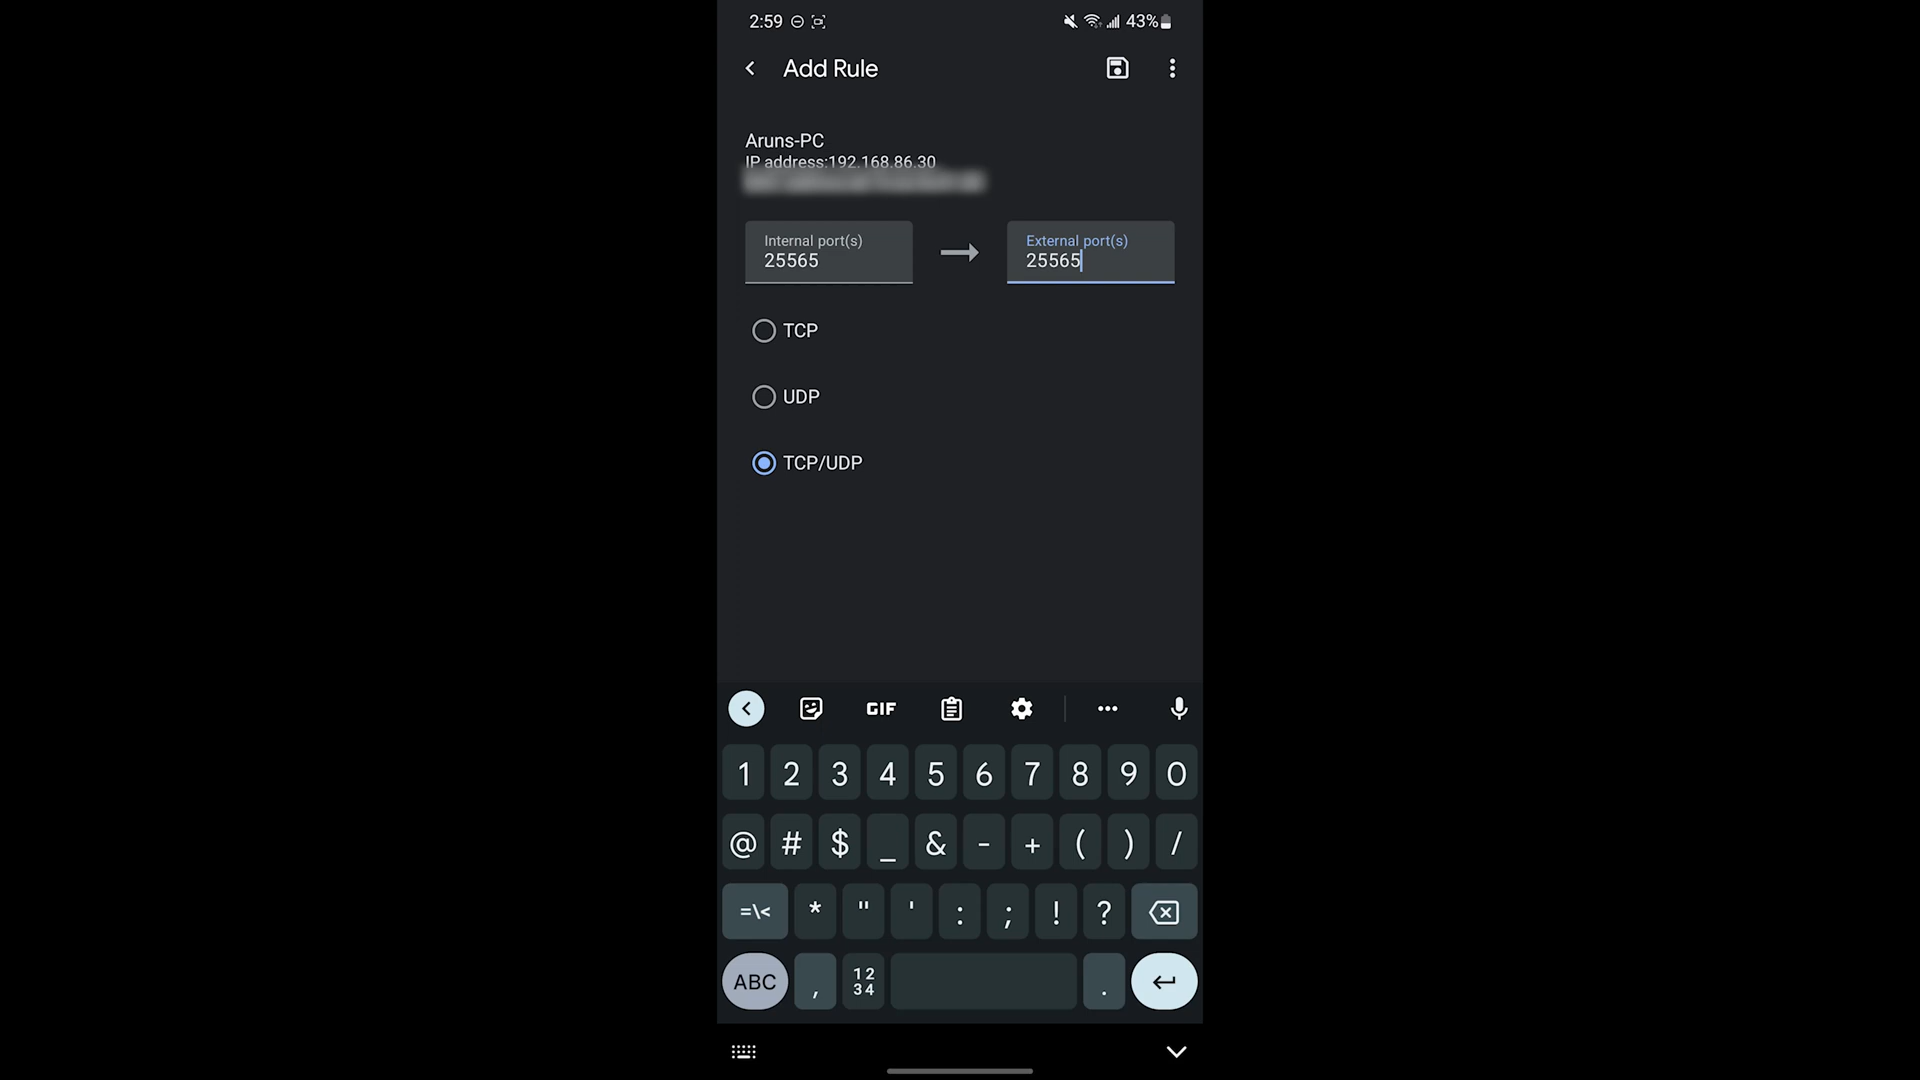 2:59 43%
Add Rule
Aruns-PC
IP address:192.168.86.30
Internal port(s) External port(s)
25565 25565
TCP
UDP
TCP/UDP
GIF
1 2 3 4 5 6 7 8 9 0
@ # $ _ & - + ( ) /
=\< * " ' : ; ! ?
ABC , 12 .
34